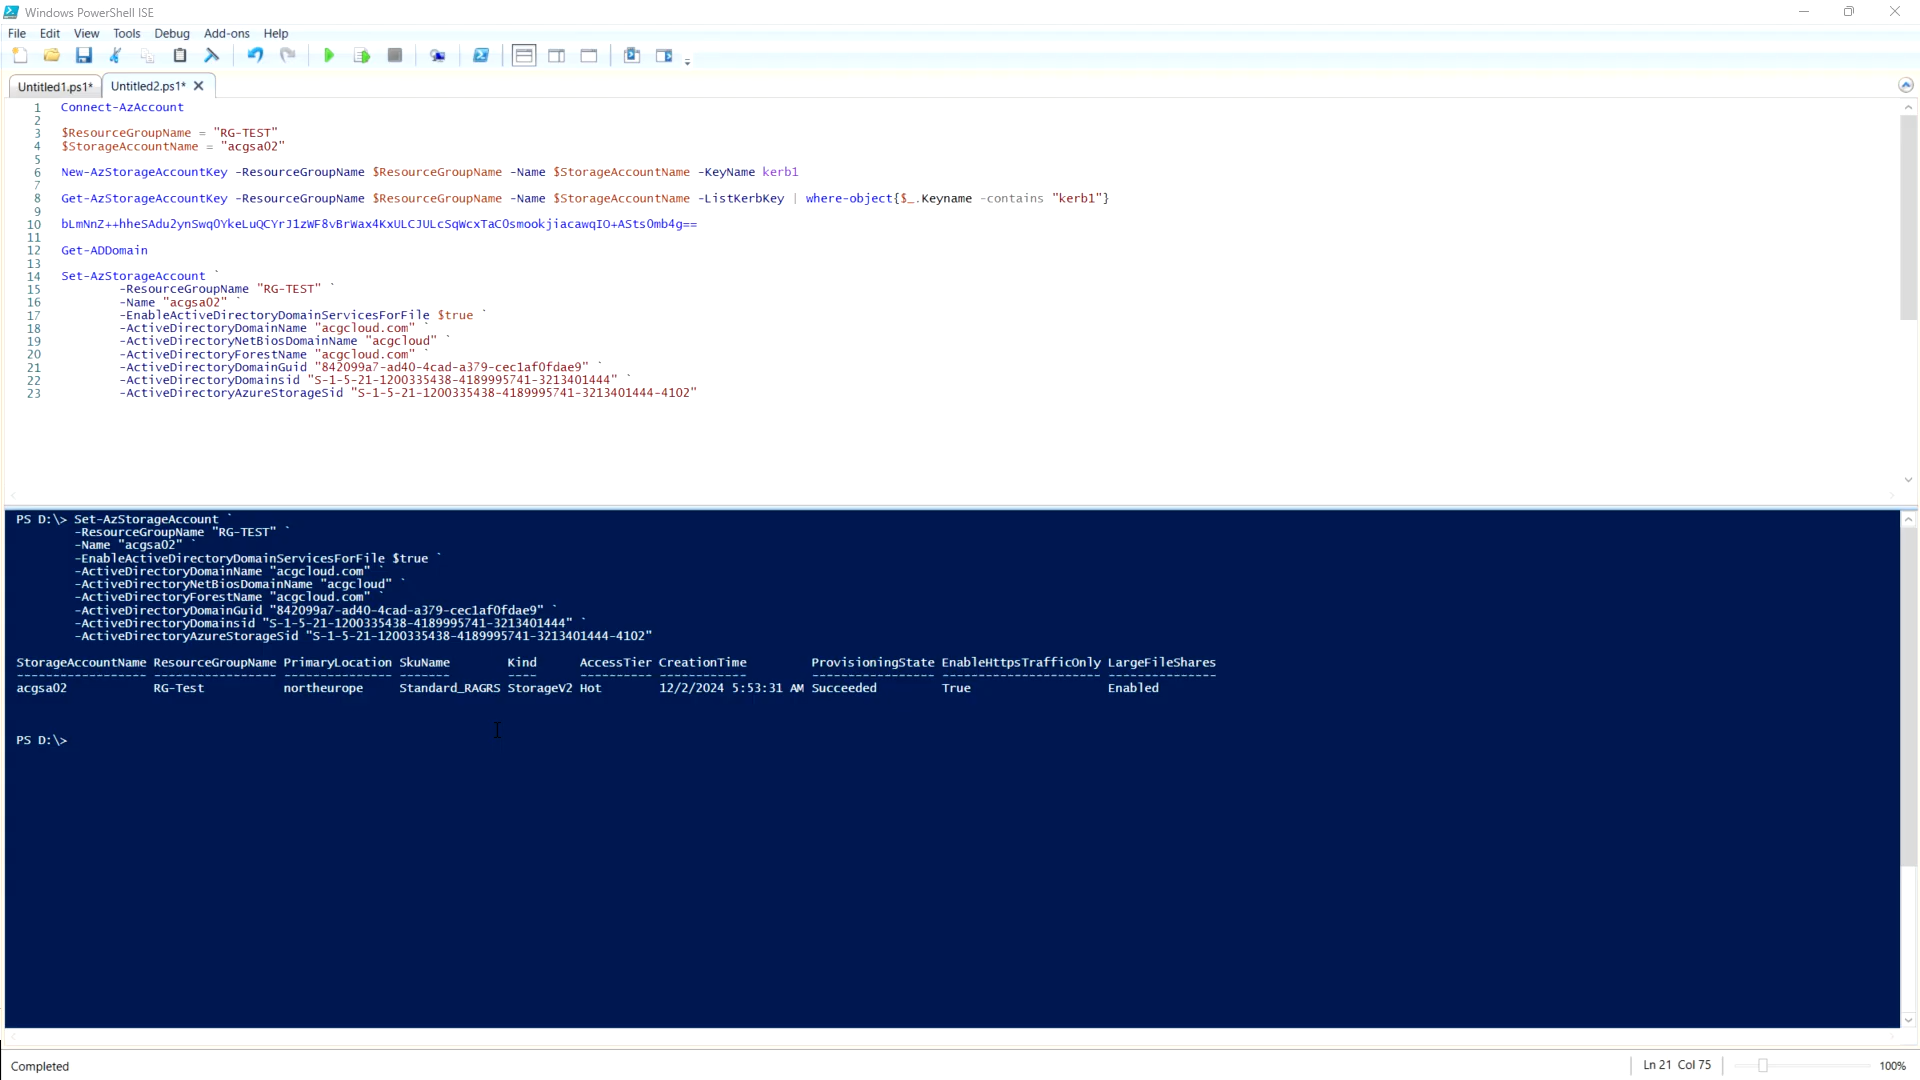 Windows PowerShell ISE
File Edit View Tools Debug Add-ons Help
Untitled1.ps1* Untitled2.ps1*
1 Connect-AzAccount
2
3 $ResourceGroupName = "RG-TEST"
4 $StorageAccountName = "acgsa02"
5
6 New-AzStorageAccountKey -ResourceGroupName $ResourceGroupName -Name $StorageAccountName -KeyName kerb1
7
8 Get-AzStorageAccountKey -ResourceGroupName $ResourceGroupName -Name $StorageAccountName -ListKerbKey | where-object{$_.Keyname -contains "kerb1"}
9
10 bLmNnZ++hheSAdu2ynSwq0YkeLuQCYrJ1zWF8vBrWax4KxULCJULcSqWcxTaC0smookjiacawqIO+ASts0mb4g==
11
12 Get-ADDomain
13
14 Set-AzStorageAccount `
15 -ResourceGroupName "RG-TEST" `
16 -Name "acgsa02" `
17 -EnableActiveDirectoryDomainServicesForFile $true `
18 -ActiveDirectoryDomainName "acgcloud.com" `
19 -ActiveDirectoryNetBiosDomainName "acgcloud" `
20 -ActiveDirectoryForestName "acgcloud.com" `
21 -ActiveDirectoryDomainGuid "842099a7-ad40-4cad-a379-cec1af0fdae9" `
22 -ActiveDirectoryDomainsid "S-1-5-21-1200335438-4189995741-3213401444" `
23 -ActiveDirectoryAzureStorageSid "S-1-5-21-1200335438-4189995741-3213401444-4102"
PS D:\> Set-AzStorageAccount `
-ResourceGroupName "RG-TEST" `
-Name "acgsa02" `
-EnableActiveDirectoryDomainServicesForFile $true `
-ActiveDirectoryDomainName "acgcloud.com" `
-ActiveDirectoryNetBiosDomainName "acgcloud" `
-ActiveDirectoryForestName "acgcloud.com" `
-ActiveDirectoryDomainGuid "842099a7-ad40-4cad-a379-cec1af0fdae9" `
-ActiveDirectoryDomainsid "S-1-5-21-1200335438-4189995741-3213401444" `
-ActiveDirectoryAzureStorageSid "S-1-5-21-1200335438-4189995741-3213401444-4102"
StorageAccountName ResourceGroupName PrimaryLocation SkuName Kind AccessTier CreationTime ProvisioningState EnableHttpsTrafficOnly LargeFileShares
------------------ ----------------- --------------- ------- ---- ---------- ------------ ----------------- ---------------------- ---------------
acgsa02 RG-Test northeurope Standard_RAGRS StorageV2 Hot 12/2/2024 5:53:31 AM Succeeded True Enabled
PS D:\>
Completed Ln 21 Col 75 100%